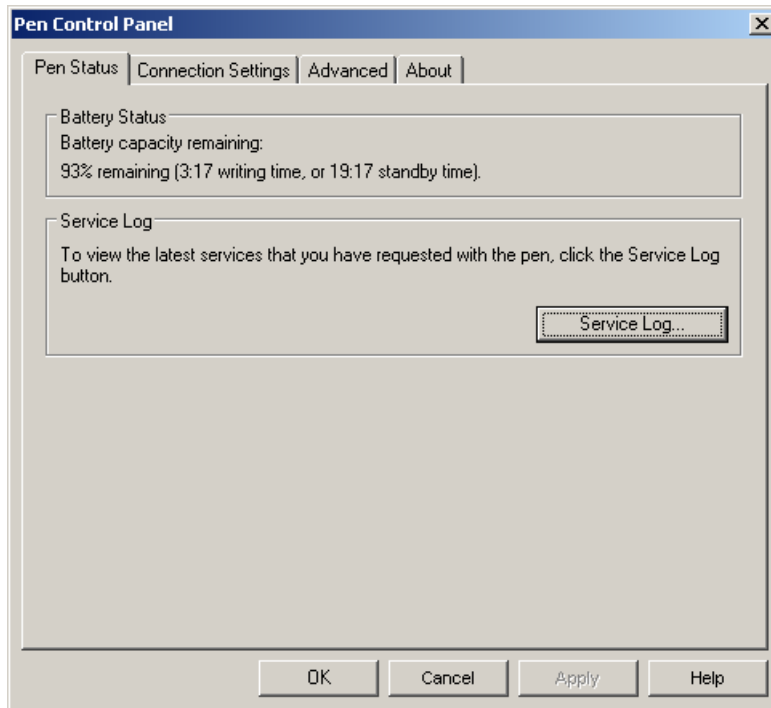 Pen Control Panel
Pen Status Connection Settings Advanced About
Battery Status
Battery capacity remaining:
93% remaining (3:17 writing time, or 19:17 standby time).
Service Log
To view the latest services that you have requested with the pen, click the Service Log
button.
Service Log...
OK Cancel Apply Help